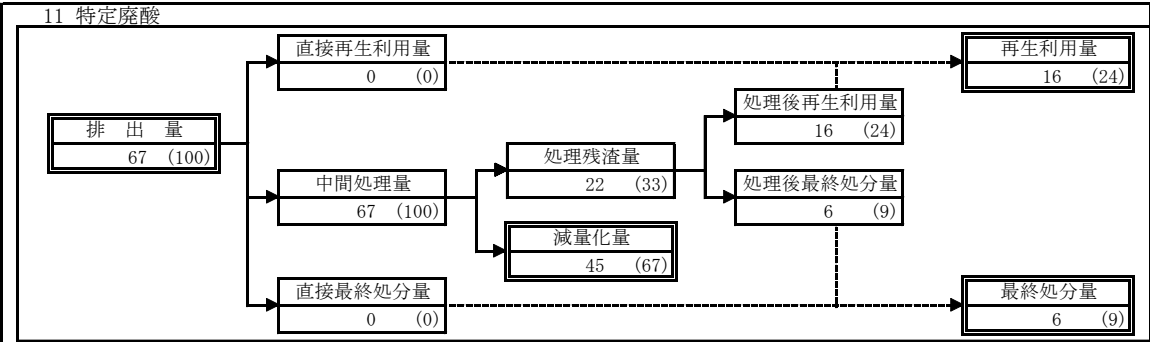 11 特定廃酸
直接再生利用量
0 (0)
再生利用量
16 (24)
処理後再生利用量
16 (24)
排 出 量
67 (100)
処理残渣量
22 (33)
中間処理量
67 (100)
処理後最終処分量
6 (9)
減量化量
45 (67)
直接最終処分量
0 (0)
最終処分量
6 (9)